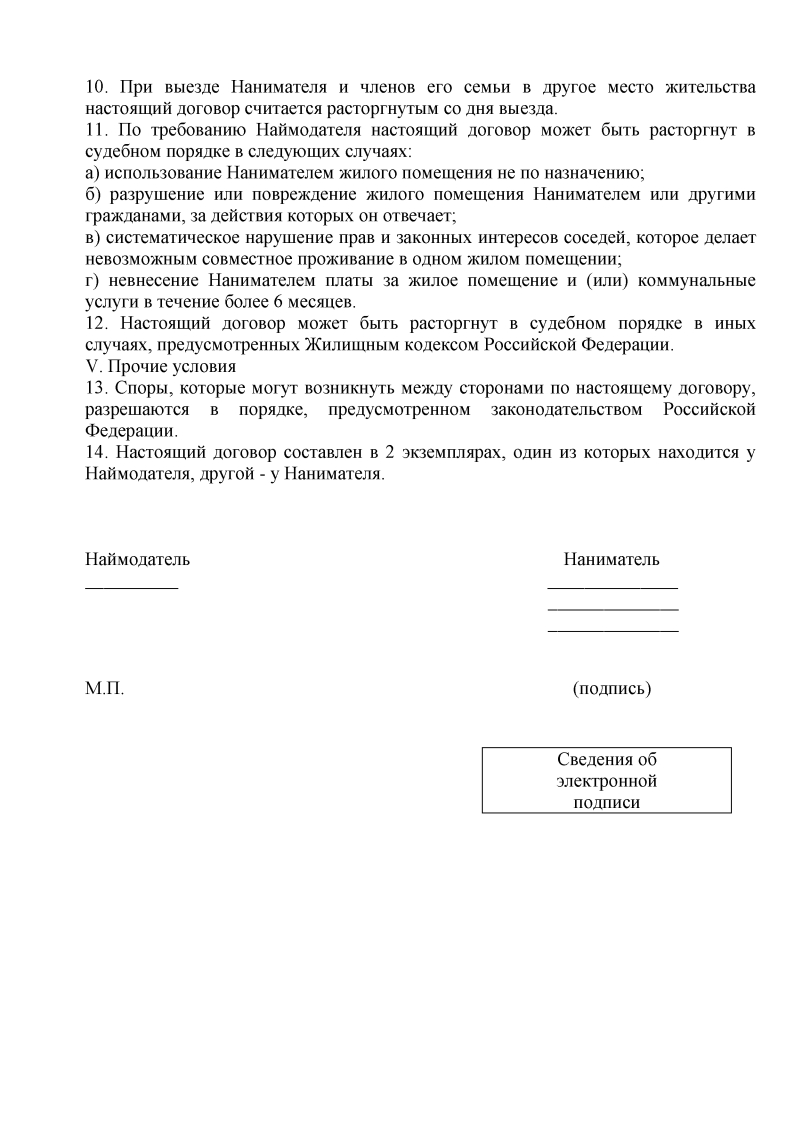 10. При выезде Нанимателя и членов его семьи в другое место жительства
настоящий договор считается расторгнутым со дня выезда.
11. По требованию Наймодателя настоящий договор может быть расторгнут в
судебном порядке в следующих случаях:
а) использование Нанимателем жилого помещения не по назначению;
б) разрушение или повреждение жилого помещения Нанимателем или другими
гражданами, за действия которых он отвечает;
в) систематическое нарушение прав и законных интересов соседей, которое делает
невозможным совместное проживание в одном жилом помещении;
г) невнесение Нанимателем платы за жилое помещение и (или) коммунальные
услуги в течение более 6 месяцев.
12. Настоящий договор может быть расторгнут в судебном порядке в иных
случаях, предусмотренных Жилищным кодексом Российской Федерации.
V. Прочие условия
13. Споры, которые могут возникнуть между сторонами по настоящему договору,
разрешаются в порядке, предусмотренном законодательством Российской
Федерации.
14. Настоящий договор составлен в 2 экземплярах, один из которых находится у
Наймодателя, другой - у Нанимателя.
Наймодатель Наниматель
__________ ______________
______________
______________
М.П. (подпись)
Сведения об
электронной
подписи